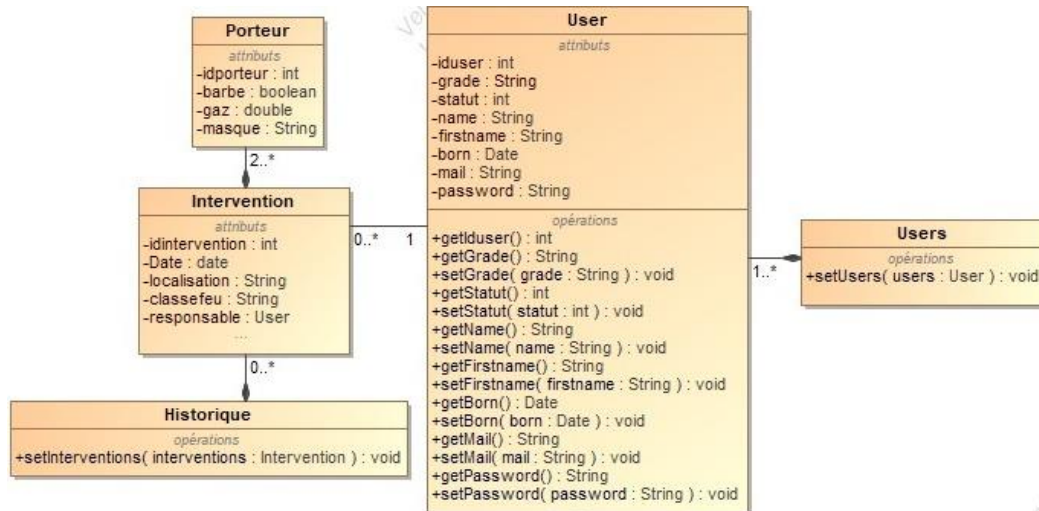 Porteur
attributs
-idporteur : int
-barbe : boolean
-gaz : double
-masque : String
2..*
Intervention
attributs
-idintervention : int
-Date : date
-localisation : String
-classefeu : String
-responsable : User
...
0..*
1
0..*
Historique
opérations
+setInterventions( interventions : Intervention ) : void
User
attributs
-iduser : int
-grade : String
-statut : int
-name : String
-firstname : String
-born : Date
-mail : String
-password : String
opérations
+getIduser() : int
+getGrade() : String
+setGrade( grade : String ) : void
+getStatut() : int
+setStatut( statut : int ) : void
+getName() : String
+setName( name : String ) : void
+getFirstname() : String
+setFirstname( firstname : String ) : void
+getBorn() : Date
+setBorn( born : Date ) : void
+getMail() : String
+setMail( mail : String ) : void
+getPassword() : String
+setPassword( password : String ) : void
1..*
Users
opérations
+setUsers( users : User ) : void